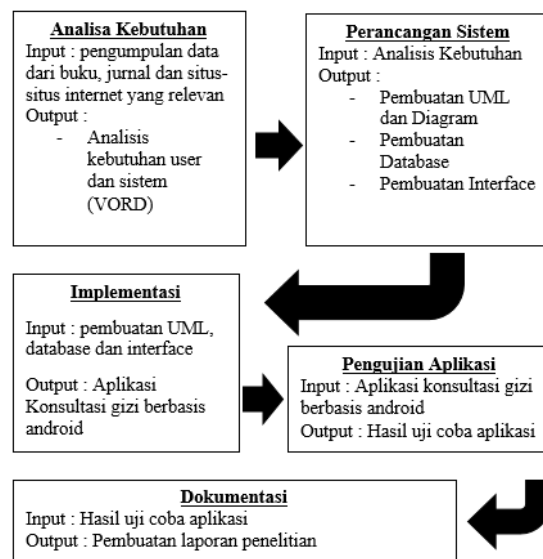 Analisa Kebutuhan
Input : pengumpulan data
dari buku, jurnal dan situs-
situs internet yang relevan
Output :
- Analisis
kebutuhan user
dan sistem
(VORD)
Perancangan Sistem
Input : Analisis Kebutuhan
Output :
- Pembuatan UML
dan Diagram
- Pembuatan
Database
- Pembuatan Interface
Implementasi
Input : pembuatan UML,
database dan interface
Output : Aplikasi
Konsultasi gizi berbasis
android
Pengujian Aplikasi
Input : Aplikasi konsultasi gizi
berbasis android
Output : Hasil uji coba aplikasi
Dokumentasi
Input : Hasil uji coba aplikasi
Output : Pembuatan laporan penelitian